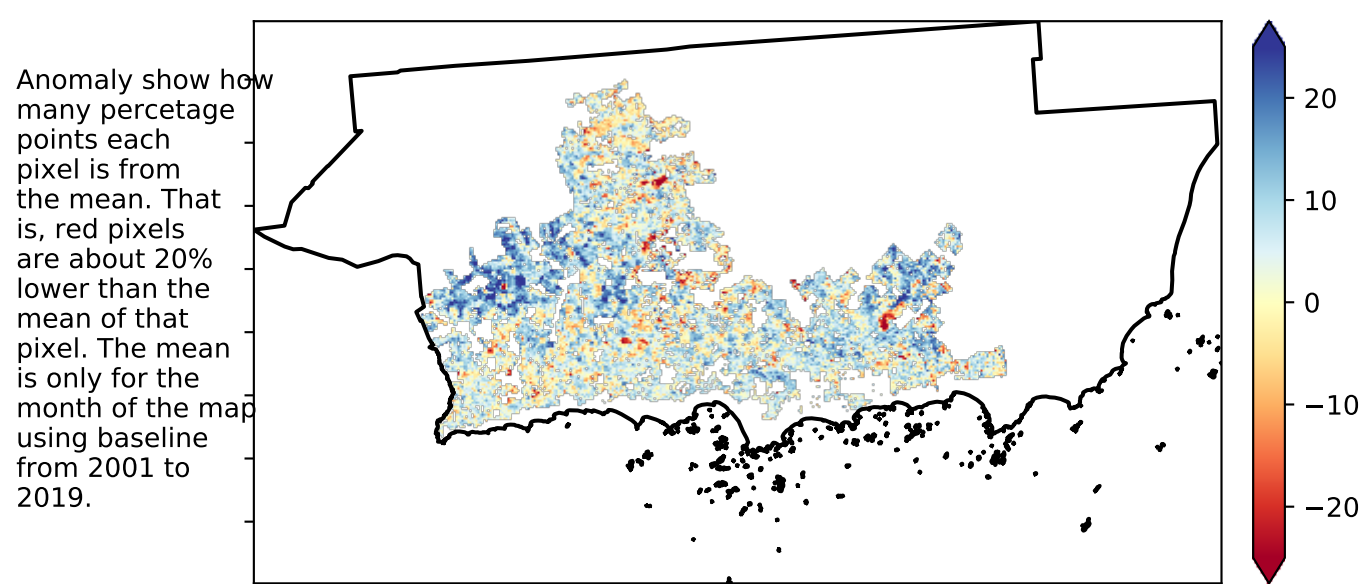 Anomaly show how
many percetage
points each
pixel is from
the mean. That
is, red pixels
are about 20%
lower than the
mean of that
pixel. The mean
is only for the
month of the map
using baseline
from 2001 to
2019.
20
10
0
−10
−20